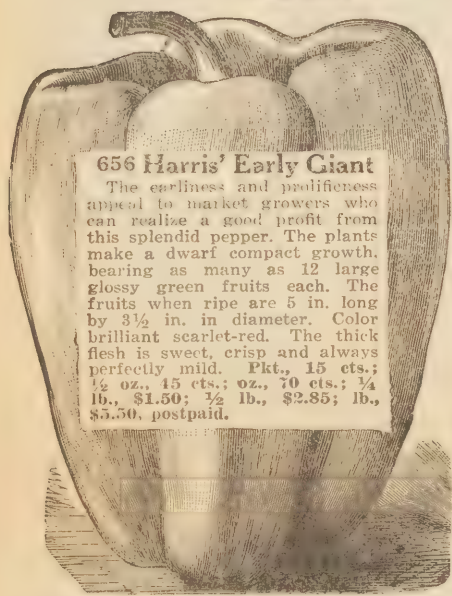 656 Harris' Early Giant
The earliness and prolificness
appeal to market growers who
can realize a good profit from
this splendid pepper. The plants
make a dwarf compact growth,
bearing as many as 12 large
glossy green fruits each. The
fruits when ripe are 5 in. long
by 3½ in. in diameter. Color
brilliant scarlet-red. The thick
flesh is sweet, crisp and always
perfectly mild. Pkt., 15 cts.;
½ oz., 45 cts.; oz., 70 cts.; ¼
lb., $1.50; ½ lb., $2.85; lb.,
$5.50, postpaid.